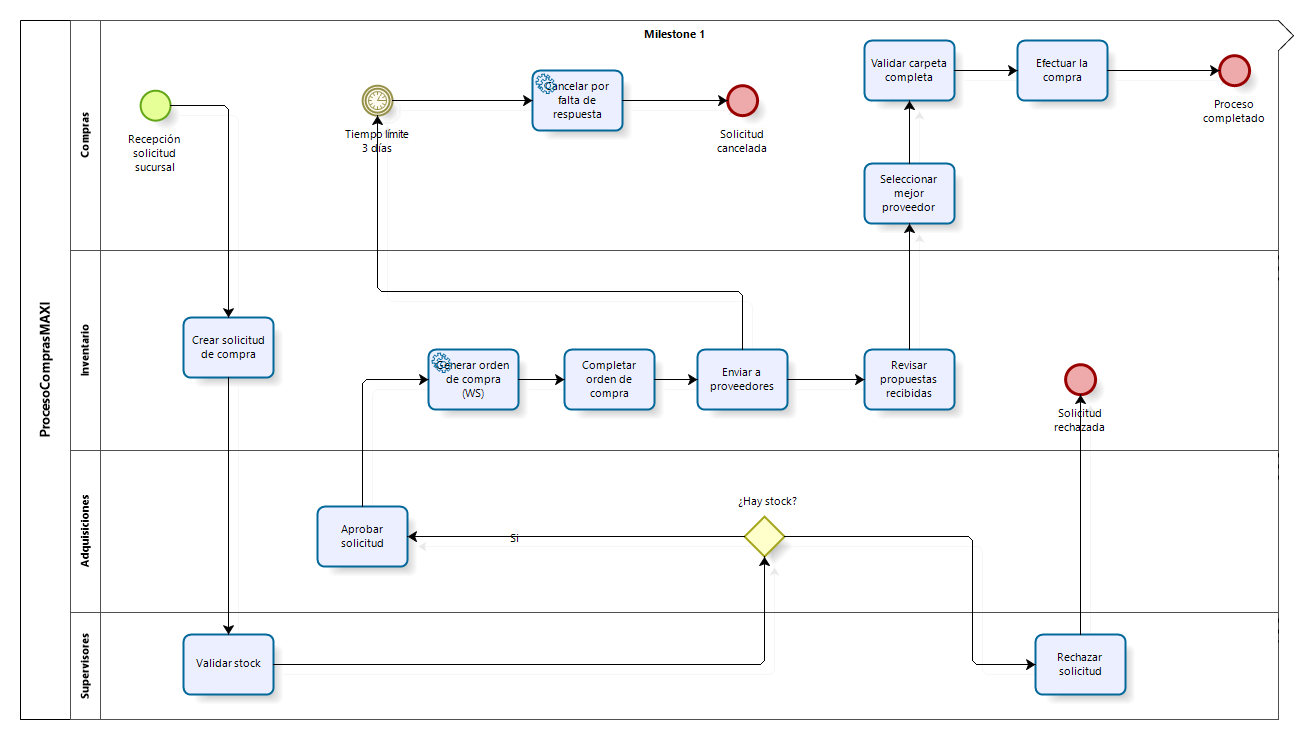 Milestone 1
ProcesoComprasMAXI
Compras
Recepción
solicitud
sucursal
Tiempo límite
3 días
Cancelar por
falta de
respuesta
Solicitud
cancelada
Validar carpeta
completa
Efectuar la
compra
Proceso
completado
Seleccionar
mejor
proveedor
Inventario
Crear solicitud
de compra
Generar orden
de compra
(WS)
Completar
orden de
compra
Enviar a
proveedores
Revisar
propuestas
recibidas
Solicitud
rechazada
Adquisiciones
Aprobar
solicitud
Si
¿Hay stock?
Supervisores
Validar stock
Rechazar
solicitud